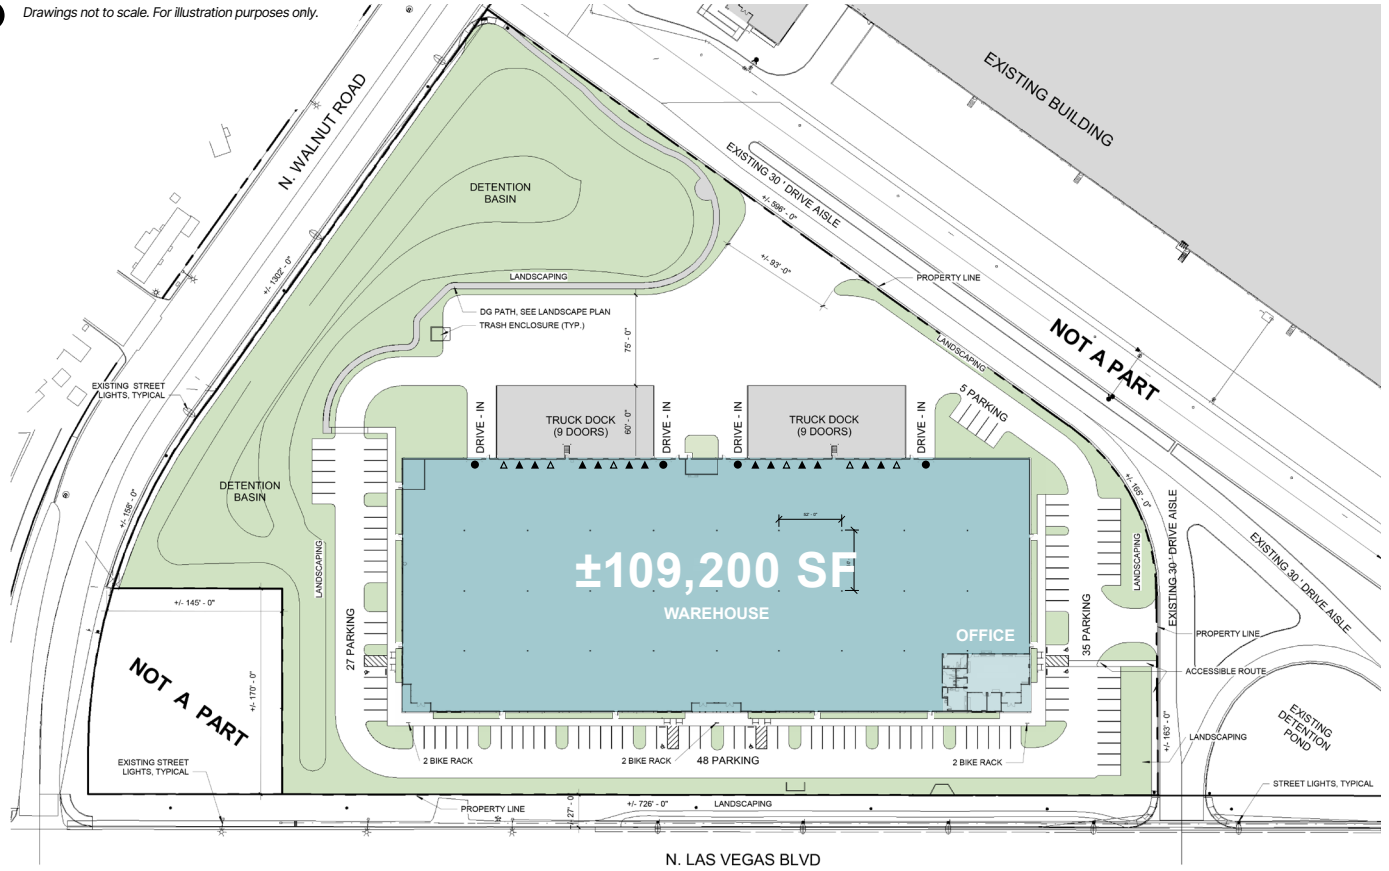 Drawings not to scale. For illustration purposes only.
N. WALNUT ROAD
EXISTING BUILDING
DETENTION
BASIN
EXISTING 30 ' DRIVE AISLE
+/- 596' - 0"
+/- 1302' - 0"
LANDSCAPING
+/- 93' -0"
PROPERTY LINE
DG PATH, SEE LANDSCAPE PLAN
TRASH ENCLOSURE (TYP.)
75' - 0"
LANDSCAPING
NOT A PART
EXISTING STREET
LIGHTS, TYPICAL
5 PARKING
DRIVE - IN
TRUCK DOCK
(9 DOORS)
60' - 0"
DRIVE - IN
DRIVE - IN
TRUCK DOCK
(9 DOORS)
DRIVE - IN
DETENTION
BASIN
+/- 158' - 0"
+/- 165' - 0"
LANDSCAPING
±109,200 SF
WAREHOUSE
LANDSCAPING
EXISTING 30 ' DRIVE AISLE
EXISTING 30 ' DRIVE AISLE
+/- 145' - 0"
27 PARKING
OFFICE
35 PARKING
PROPERTY LINE
ACCESSIBLE ROUTE
NOT A PART
+/- 170' - 0"
+/- 163' - 0"
EXISTING
DETENTION
POND
LANDSCAPING
EXISTING STREET
LIGHTS, TYPICAL
2 BIKE RACK
2 BIKE RACK
48 PARKING
2 BIKE RACK
STREET LIGHTS, TYPICAL
PROPERTY LINE
27' - 0"
+/- 726' - 0"
LANDSCAPING
N. LAS VEGAS BLVD